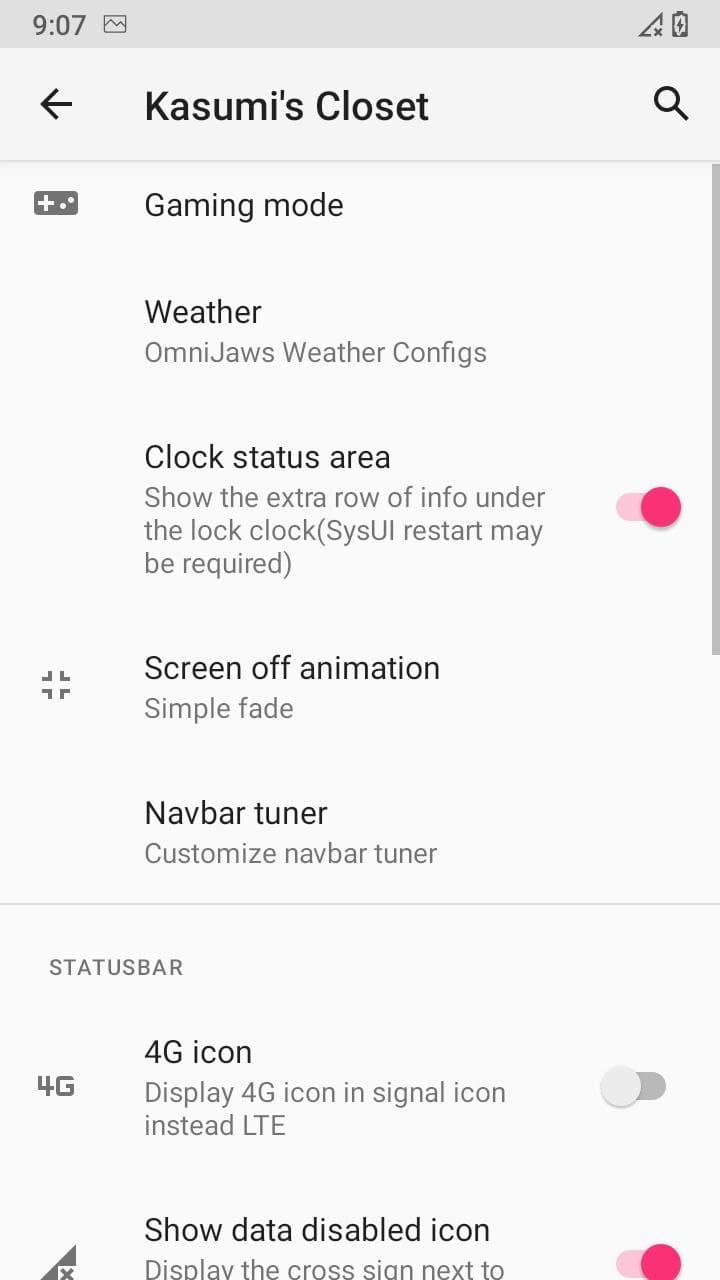 9:07
Kasumi's Closet
Gaming mode
Weather
OmniJaws Weather Configs
Clock status area
Show the extra row of info under
the lock clock(SysUI restart may
be required)
Screen off animation
Simple fade
Navbar tuner
Customize navbar tuner
STATUSBAR
4G icon
4G
Display 4G icon in signal icon
instead LTE
Show data disabled icon
Display the cross sign next to